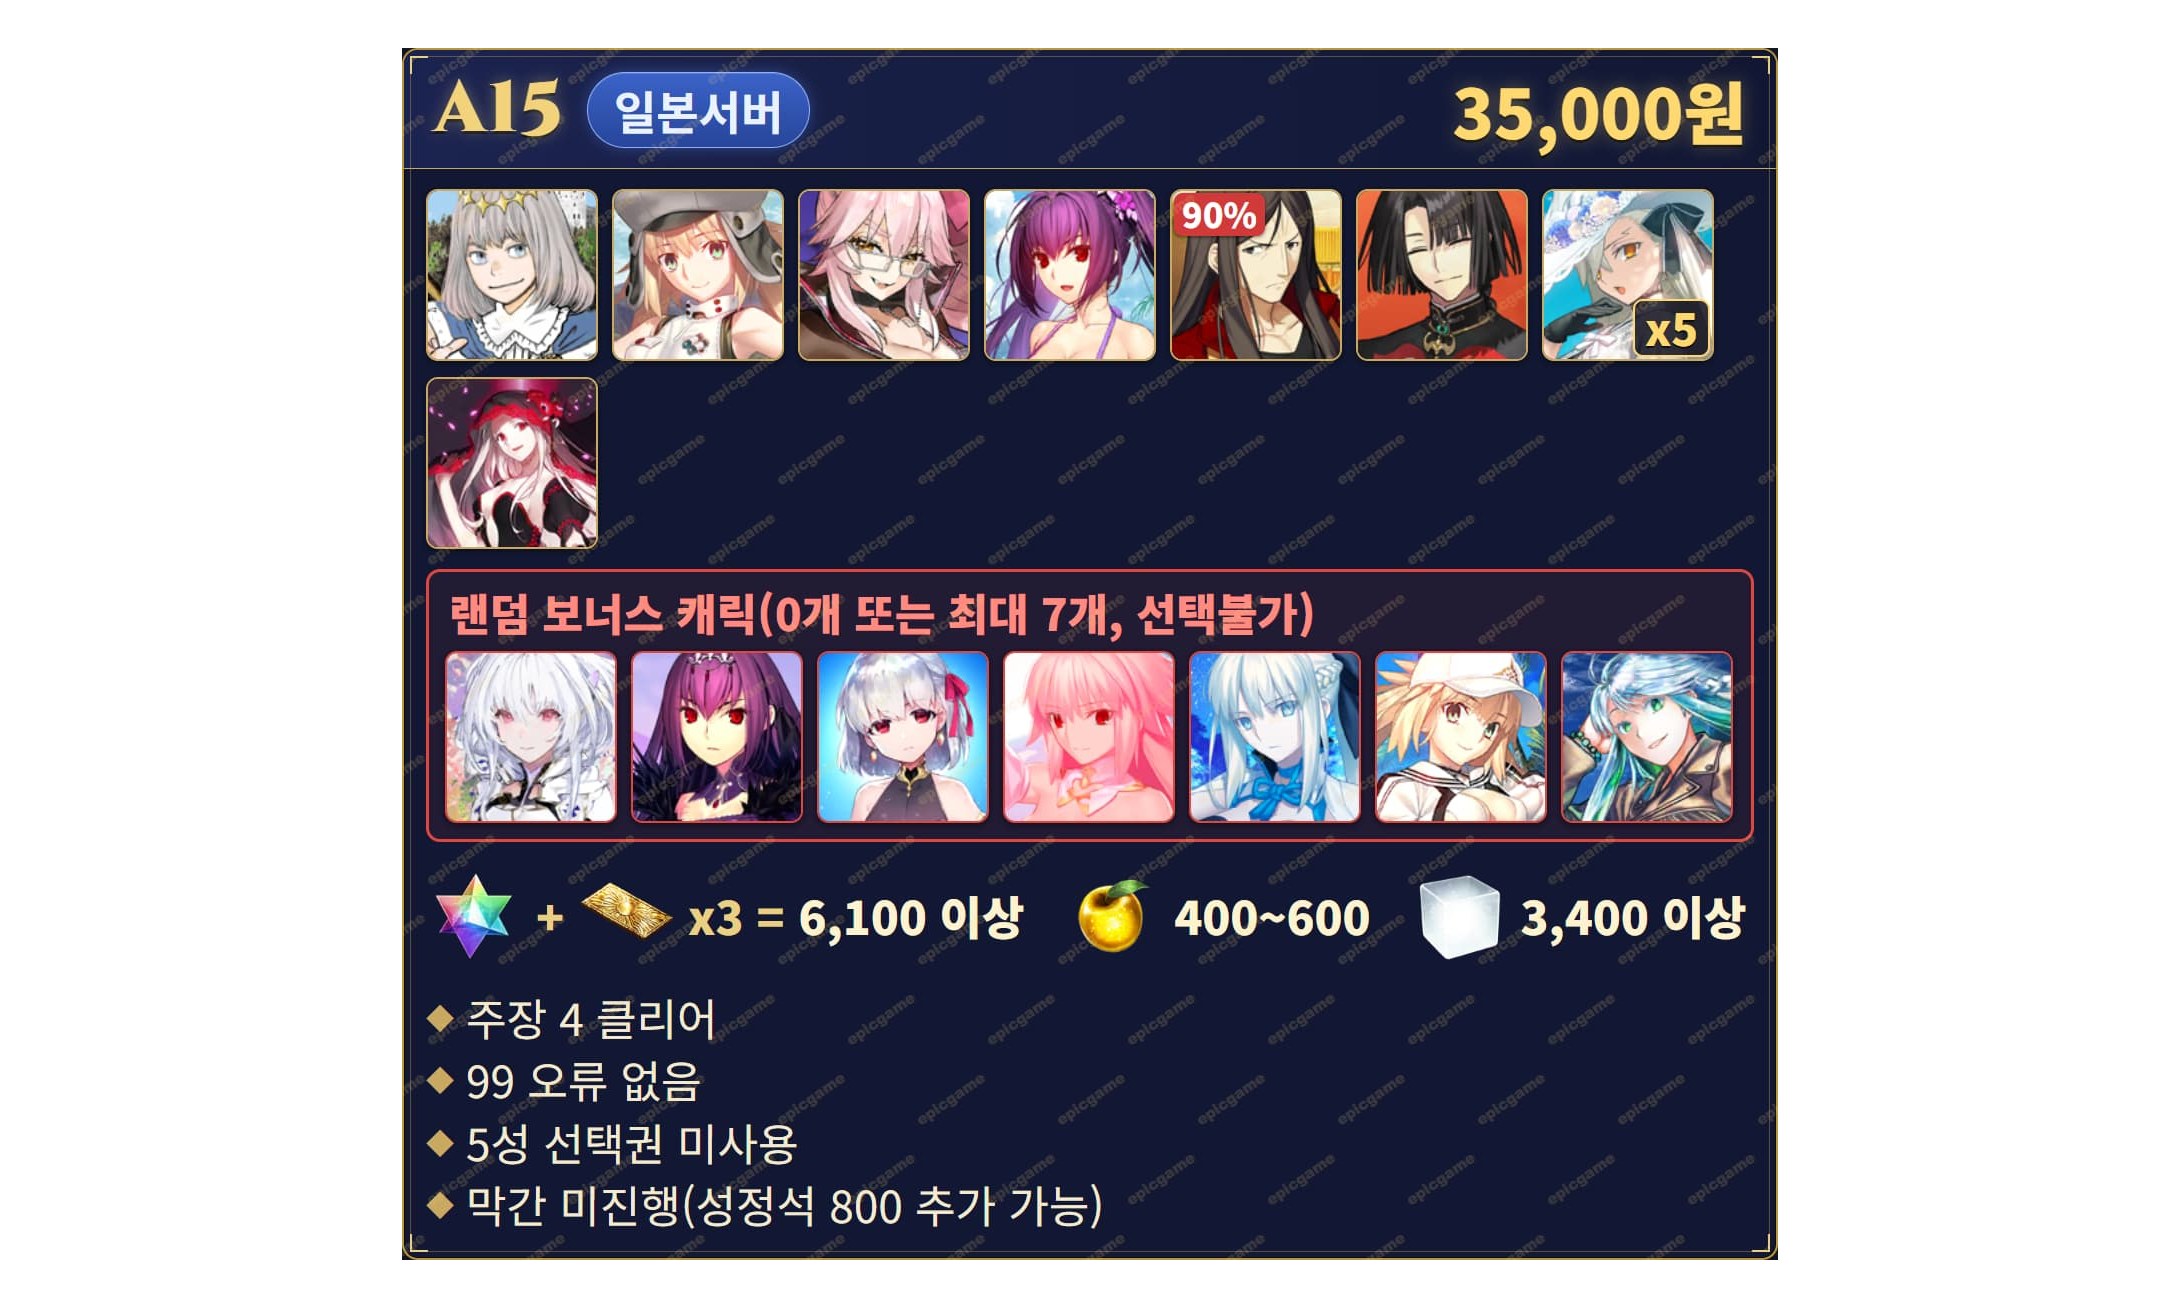 A15 일본서버 35,000원
90%
x5
랜덤 보너스 캐릭(0개 또는 최대 7개, 선택불가)
+ x3 = 6,100 이상 400~600 3,400 이상
주장 4 클리어
99 오류 없음
5성 선택권 미사용
막간 미진행(성정석 800 추가 가능)
epicgame